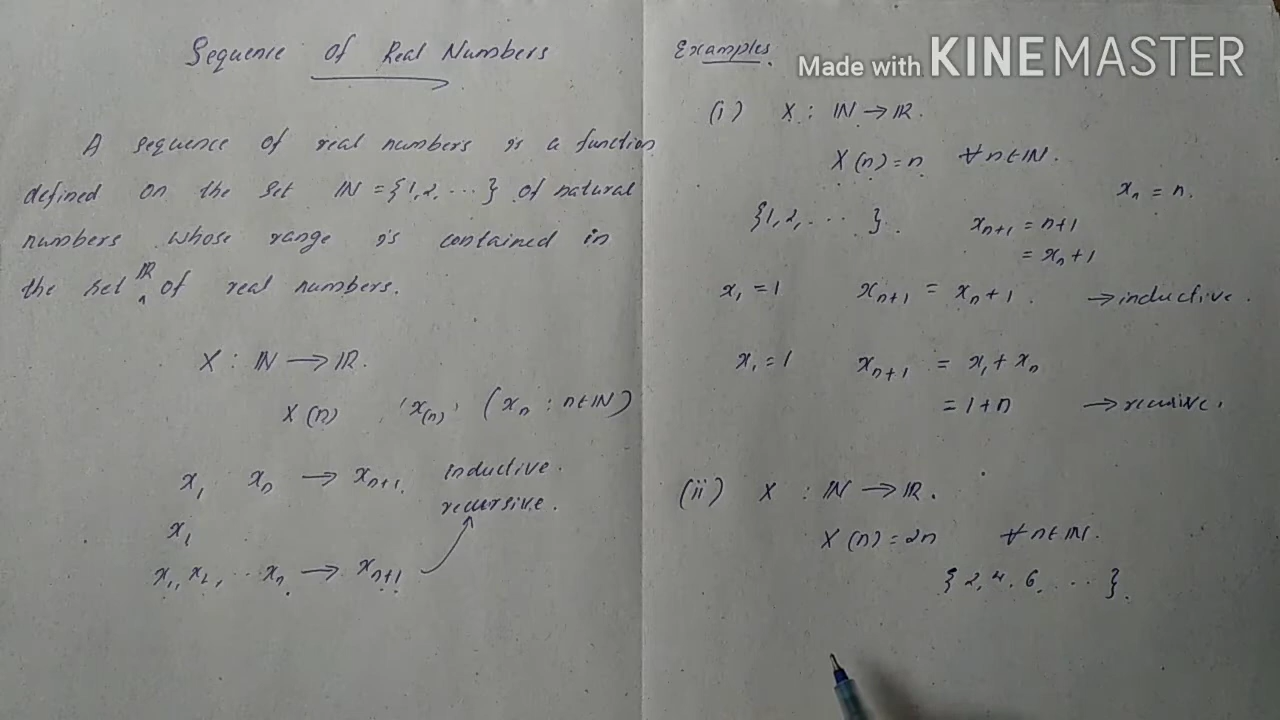 Sequence of Real Numbers
A sequence of real numbers is a function
defined on the set ℕ = {1, 2, ...} of natural
numbers whose range is contained in
the set ℝ of real numbers.
X : ℕ → ℝ.
X(n) 'x(n)' (xₙ : n ∈ ℕ)
x₁ xₙ → xₙ₊₁ inductive.
recursive.
x₁
x₁, x₂, ... xₙ → xₙ₊₁
Examples.
Made with KINEMASTER
(i) X : ℕ → ℝ.
X(n) = n ∀ n ∈ ℕ.
xₙ = n.
{1, 2, ... }. xₙ₊₁ = n+1
= xₙ + 1
x₁ = 1 xₙ₊₁ = xₙ + 1. → inductive.
x₁ = 1 xₙ₊₁ = x₁ + xₙ
= 1 + n → recursive.
(ii) X : ℕ → ℝ.
X(n) = 2n ∀ n ∈ ℕ.
{2, 4, 6, ... }.